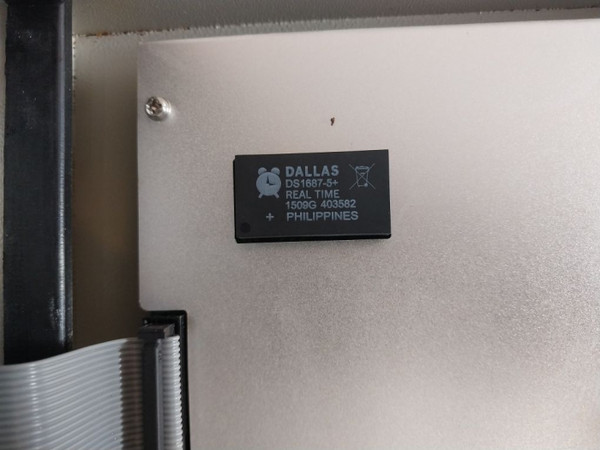 DALLAS
DS1687-5+
REAL TIME
1509G 403582
+ PHILIPPINES